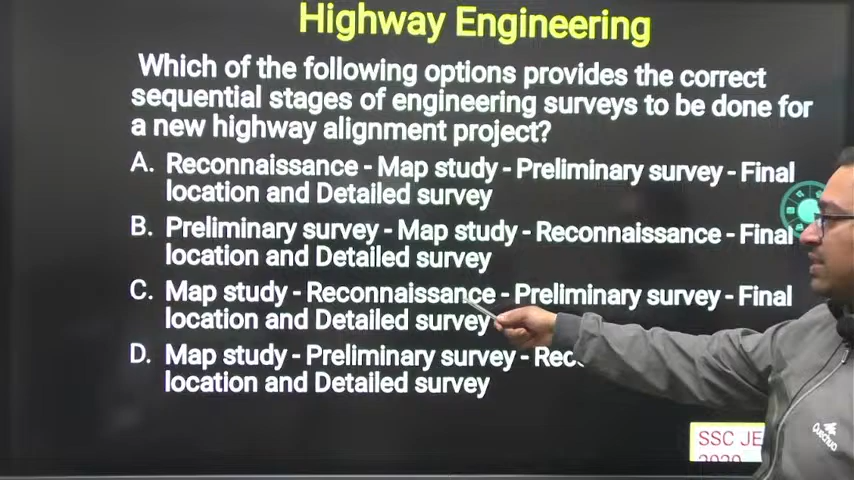 Highway Engineering
Which of the following options provides the correct
sequential stages of engineering surveys to be done for
a new highway alignment project?
A. Reconnaissance - Map study - Preliminary survey - Final
location and Detailed survey
B. Preliminary survey - Map study - Reconnaissance - Final
location and Detailed survey
C. Map study - Reconnaissance - Preliminary survey - Final
location and Detailed survey
D. Map study - Preliminary survey -
location and Detailed survey
SSC JE
Quechua